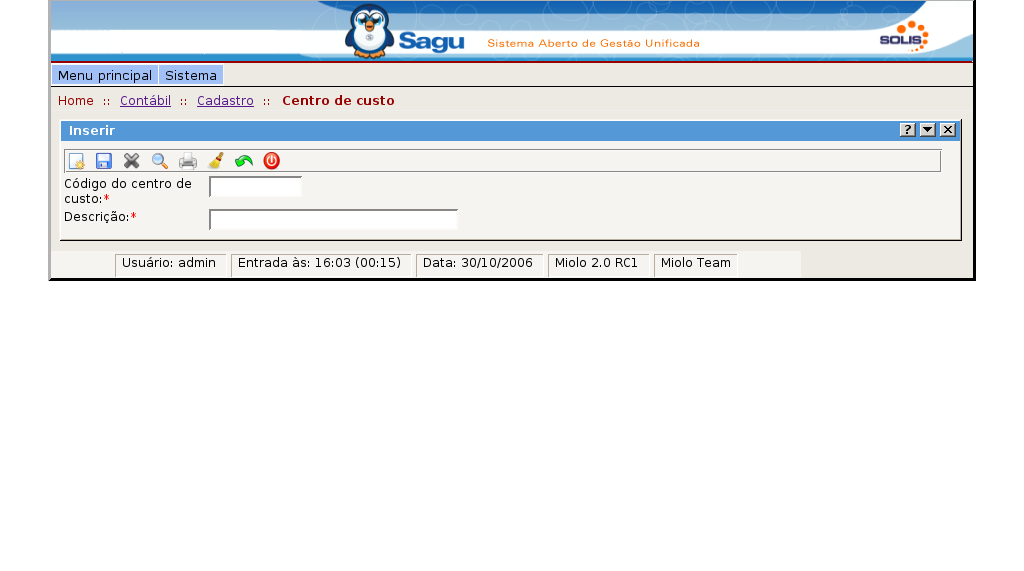 Sagu Sistema Aberto de Gestão Unificada SOLIS
Menu principal Sistema
Home :: Contábil :: Cadastro :: Centro de custo
Inserir ?
Código do centro de
custo:*
Descrição:*
Usuário: admin Entrada às: 16:03 (00:15) Data: 30/10/2006 Miolo 2.0 RC1 Miolo Team